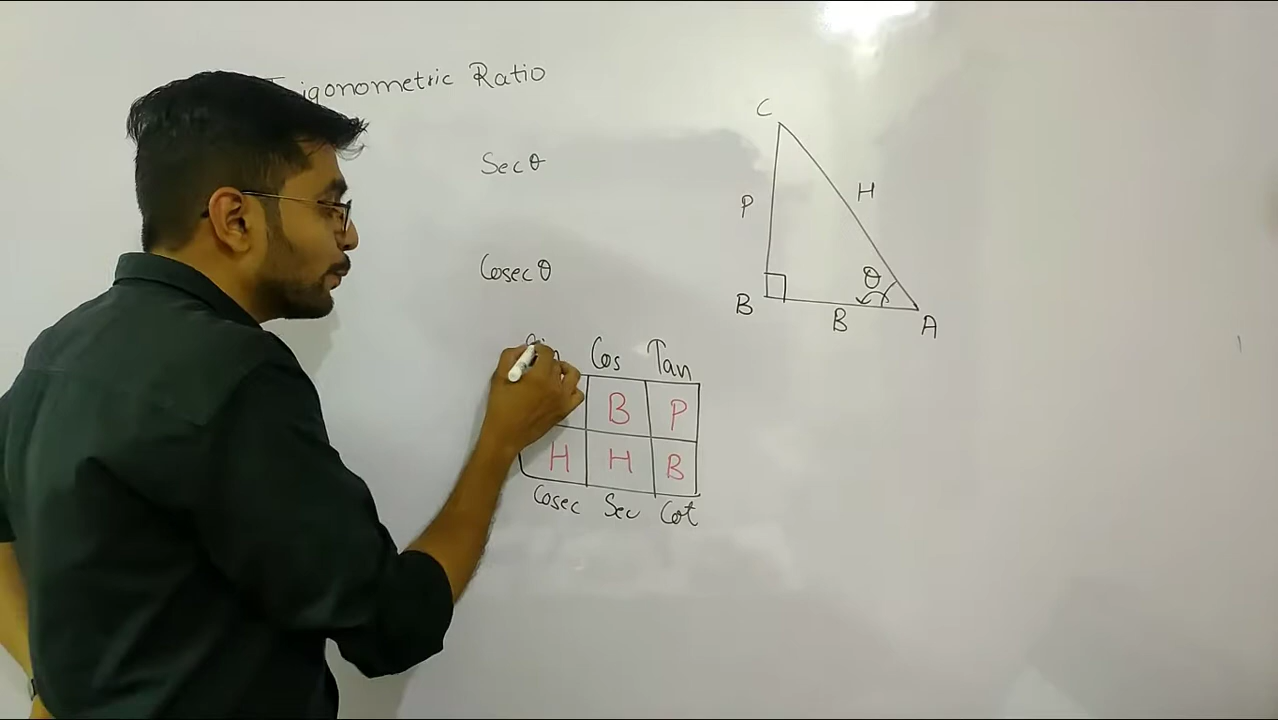 Trigonometric Ratio
Sec θ
Cosec θ
C
P H
θ
B B A
Cos Tan
B P
H H B
Cosec Sec Cot